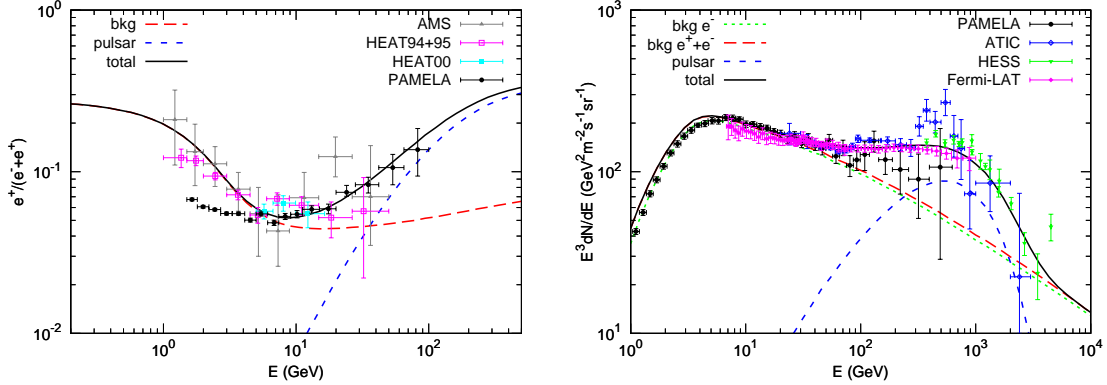 bkg
pulsar
total
AMS
HEAT94+95
HEAT00
PAMELA
10^0
10^-1
10^-2
e^+/(e^-+e^+)
10^0 10^1 10^2
E (GeV)
bkg e^-
bkg e^++e^-
pulsar
total
PAMELA
ATIC
HESS
Fermi-LAT
10^3
10^2
10^1
E^3dN/dE (GeV^2m^-2s^-1sr^-1)
10^0 10^1 10^2 10^3 10^4
E (GeV)